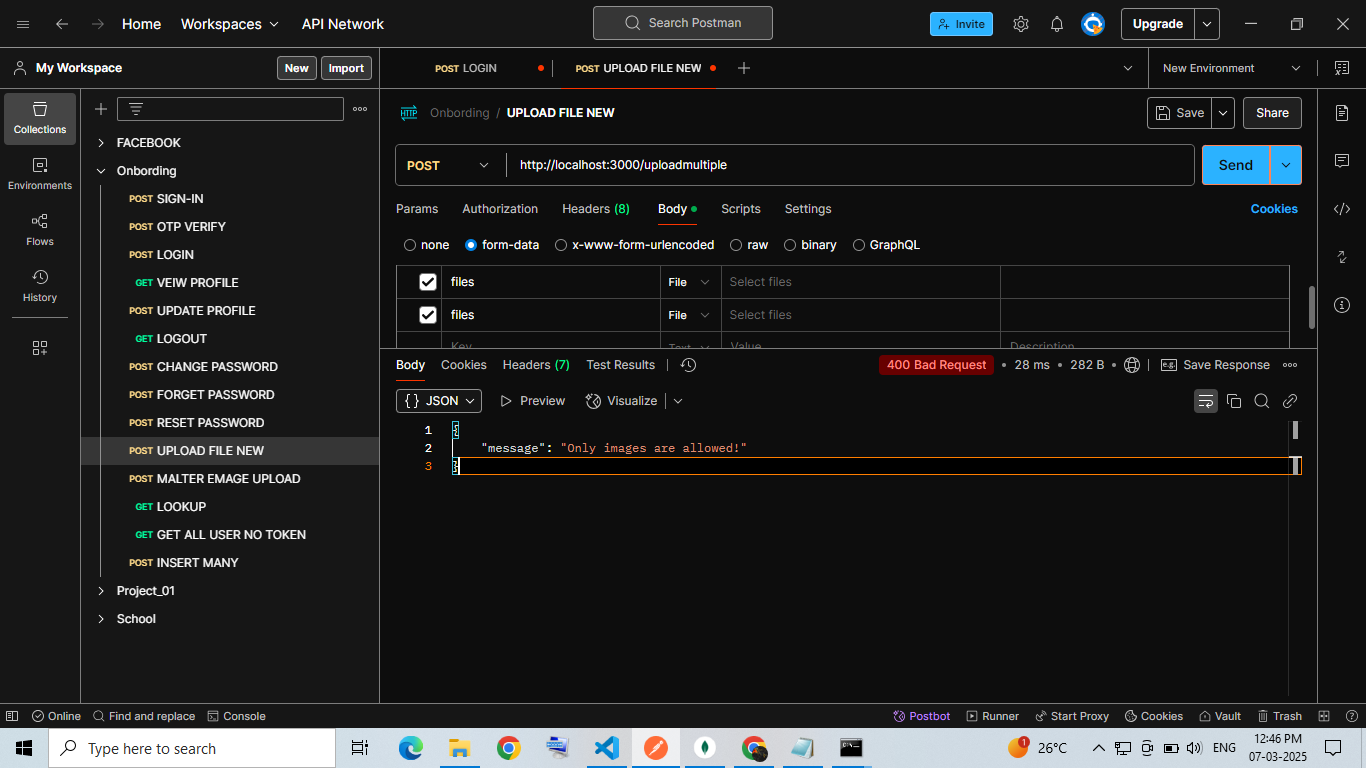 Home
Workspaces
API Network
Search Postman
Invite
Upgrade
My Workspace
New
Import
POST LOGIN
POST UPLOAD FILE NEW
New Environment
Collections
Environments
Flows
History
FACEBOOK
Onbording
POST SIGN-IN
POST OTP VERIFY
POST LOGIN
GET VEIW PROFILE
POST UPDATE PROFILE
GET LOGOUT
POST CHANGE PASSWORD
POST FORGET PASSWORD
POST RESET PASSWORD
POST UPLOAD FILE NEW
POST MALTER EMAGE UPLOAD
GET LOOKUP
GET GET ALL USER NO TOKEN
POST INSERT MANY
Project_01
School
HTTP Onbording / UPLOAD FILE NEW
Save
Share
POST http://localhost:3000/uploadmultiple
Send
Params Authorization Headers (8) Body Scripts Settings Cookies
none form-data x-www-form-urlencoded raw binary GraphQL
files File Select files
files File Select files
Key Text Value Description
Body Cookies Headers (7) Test Results 400 Bad Request • 28 ms • 282 B • e.g. Save Response
{} JSON Preview Visualize
1 {
2 "message": "Only images are allowed!"
3 }
Online Find and replace Console Postbot Runner Start Proxy Cookies Vault Trash
Type here to search
1
26°C
ENG
12:46 PM
07-03-2025